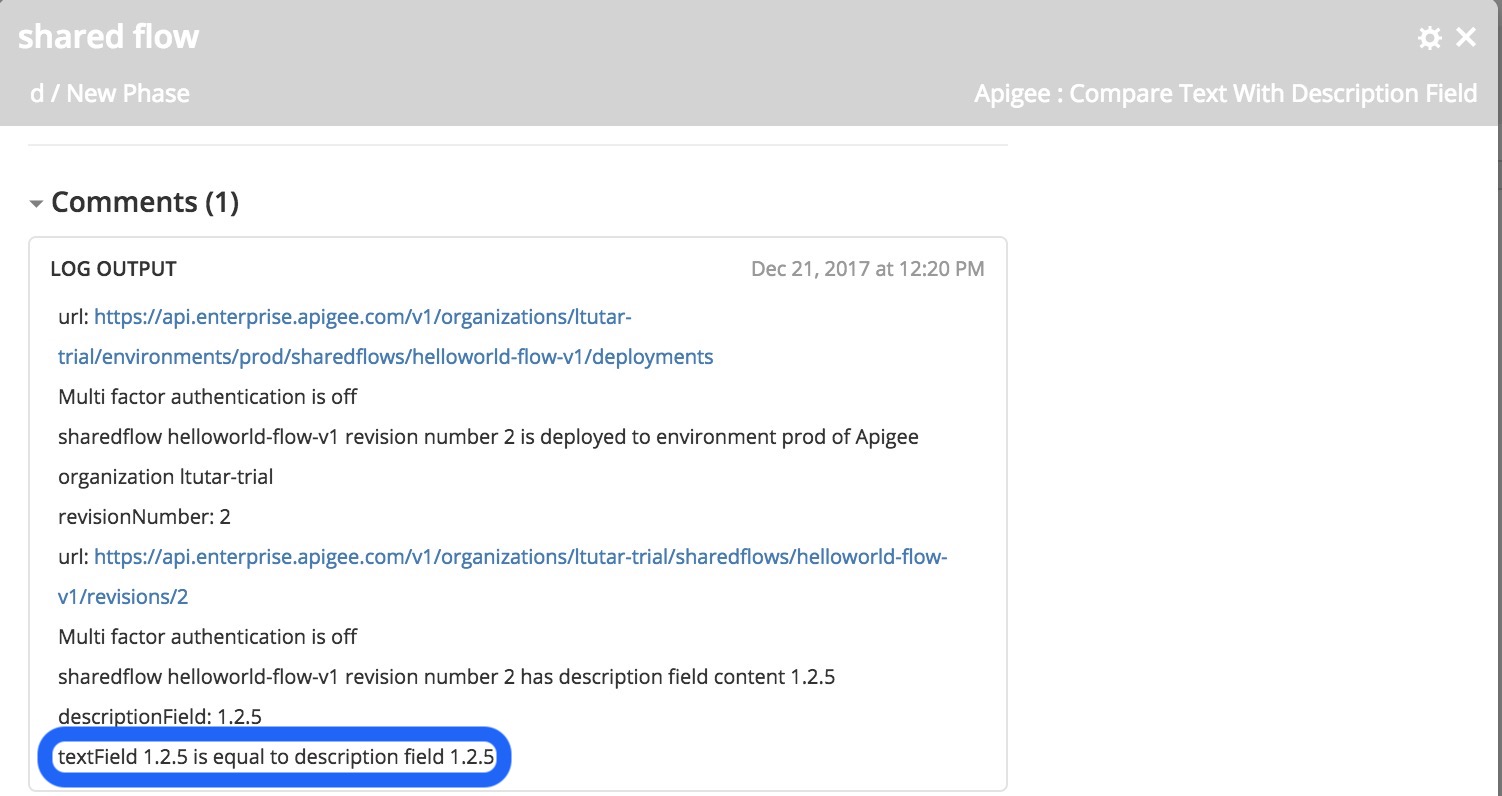 shared flow
d / New Phase
Apigee : Compare Text With Description Field
Comments (1)
LOG OUTPUT
Dec 21, 2017 at 12:20 PM
url: https://api.enterprise.apigee.com/v1/organizations/ltutar-
trial/environments/prod/sharedflows/helloworld-flow-v1/deployments
Multi factor authentication is off
sharedflow helloworld-flow-v1 revision number 2 is deployed to environment prod of Apigee
organization ltutar-trial
revisionNumber: 2
url: https://api.enterprise.apigee.com/v1/organizations/ltutar-trial/sharedflows/helloworld-flow-
v1/revisions/2
Multi factor authentication is off
sharedflow helloworld-flow-v1 revision number 2 has description field content 1.2.5
descriptionField: 1.2.5
textField 1.2.5 is equal to description field 1.2.5